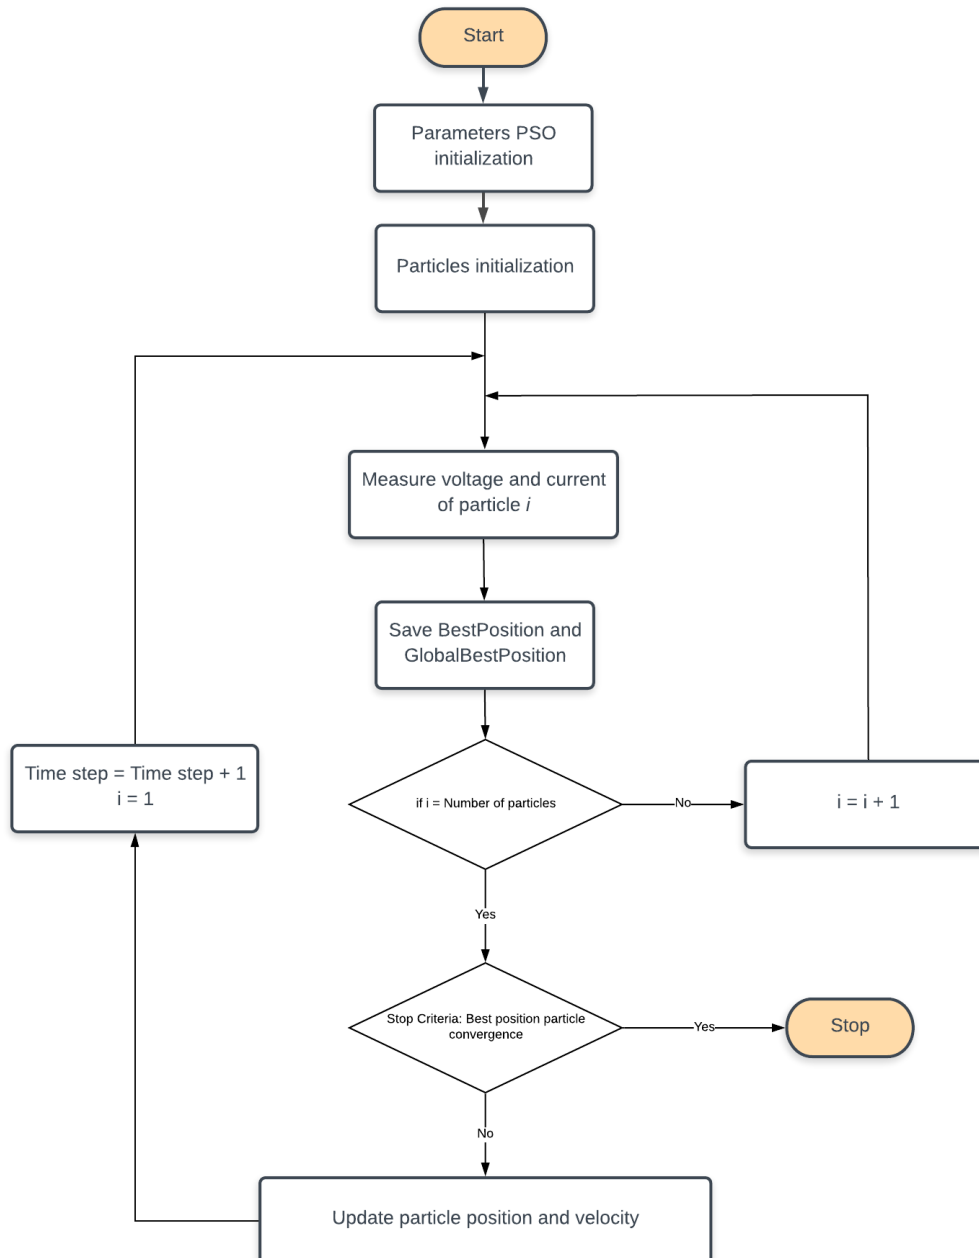 Start
Parameters PSO
initialization
Particles initialization
Measure voltage and current
of particle i
Save BestPosition and
GlobalBestPosition
Time step = Time step + 1
i = 1
if i = Number of particles
No
i = i + 1
Yes
Stop Criteria: Best position particle
convergence
Yes
Stop
No
Update particle position and velocity